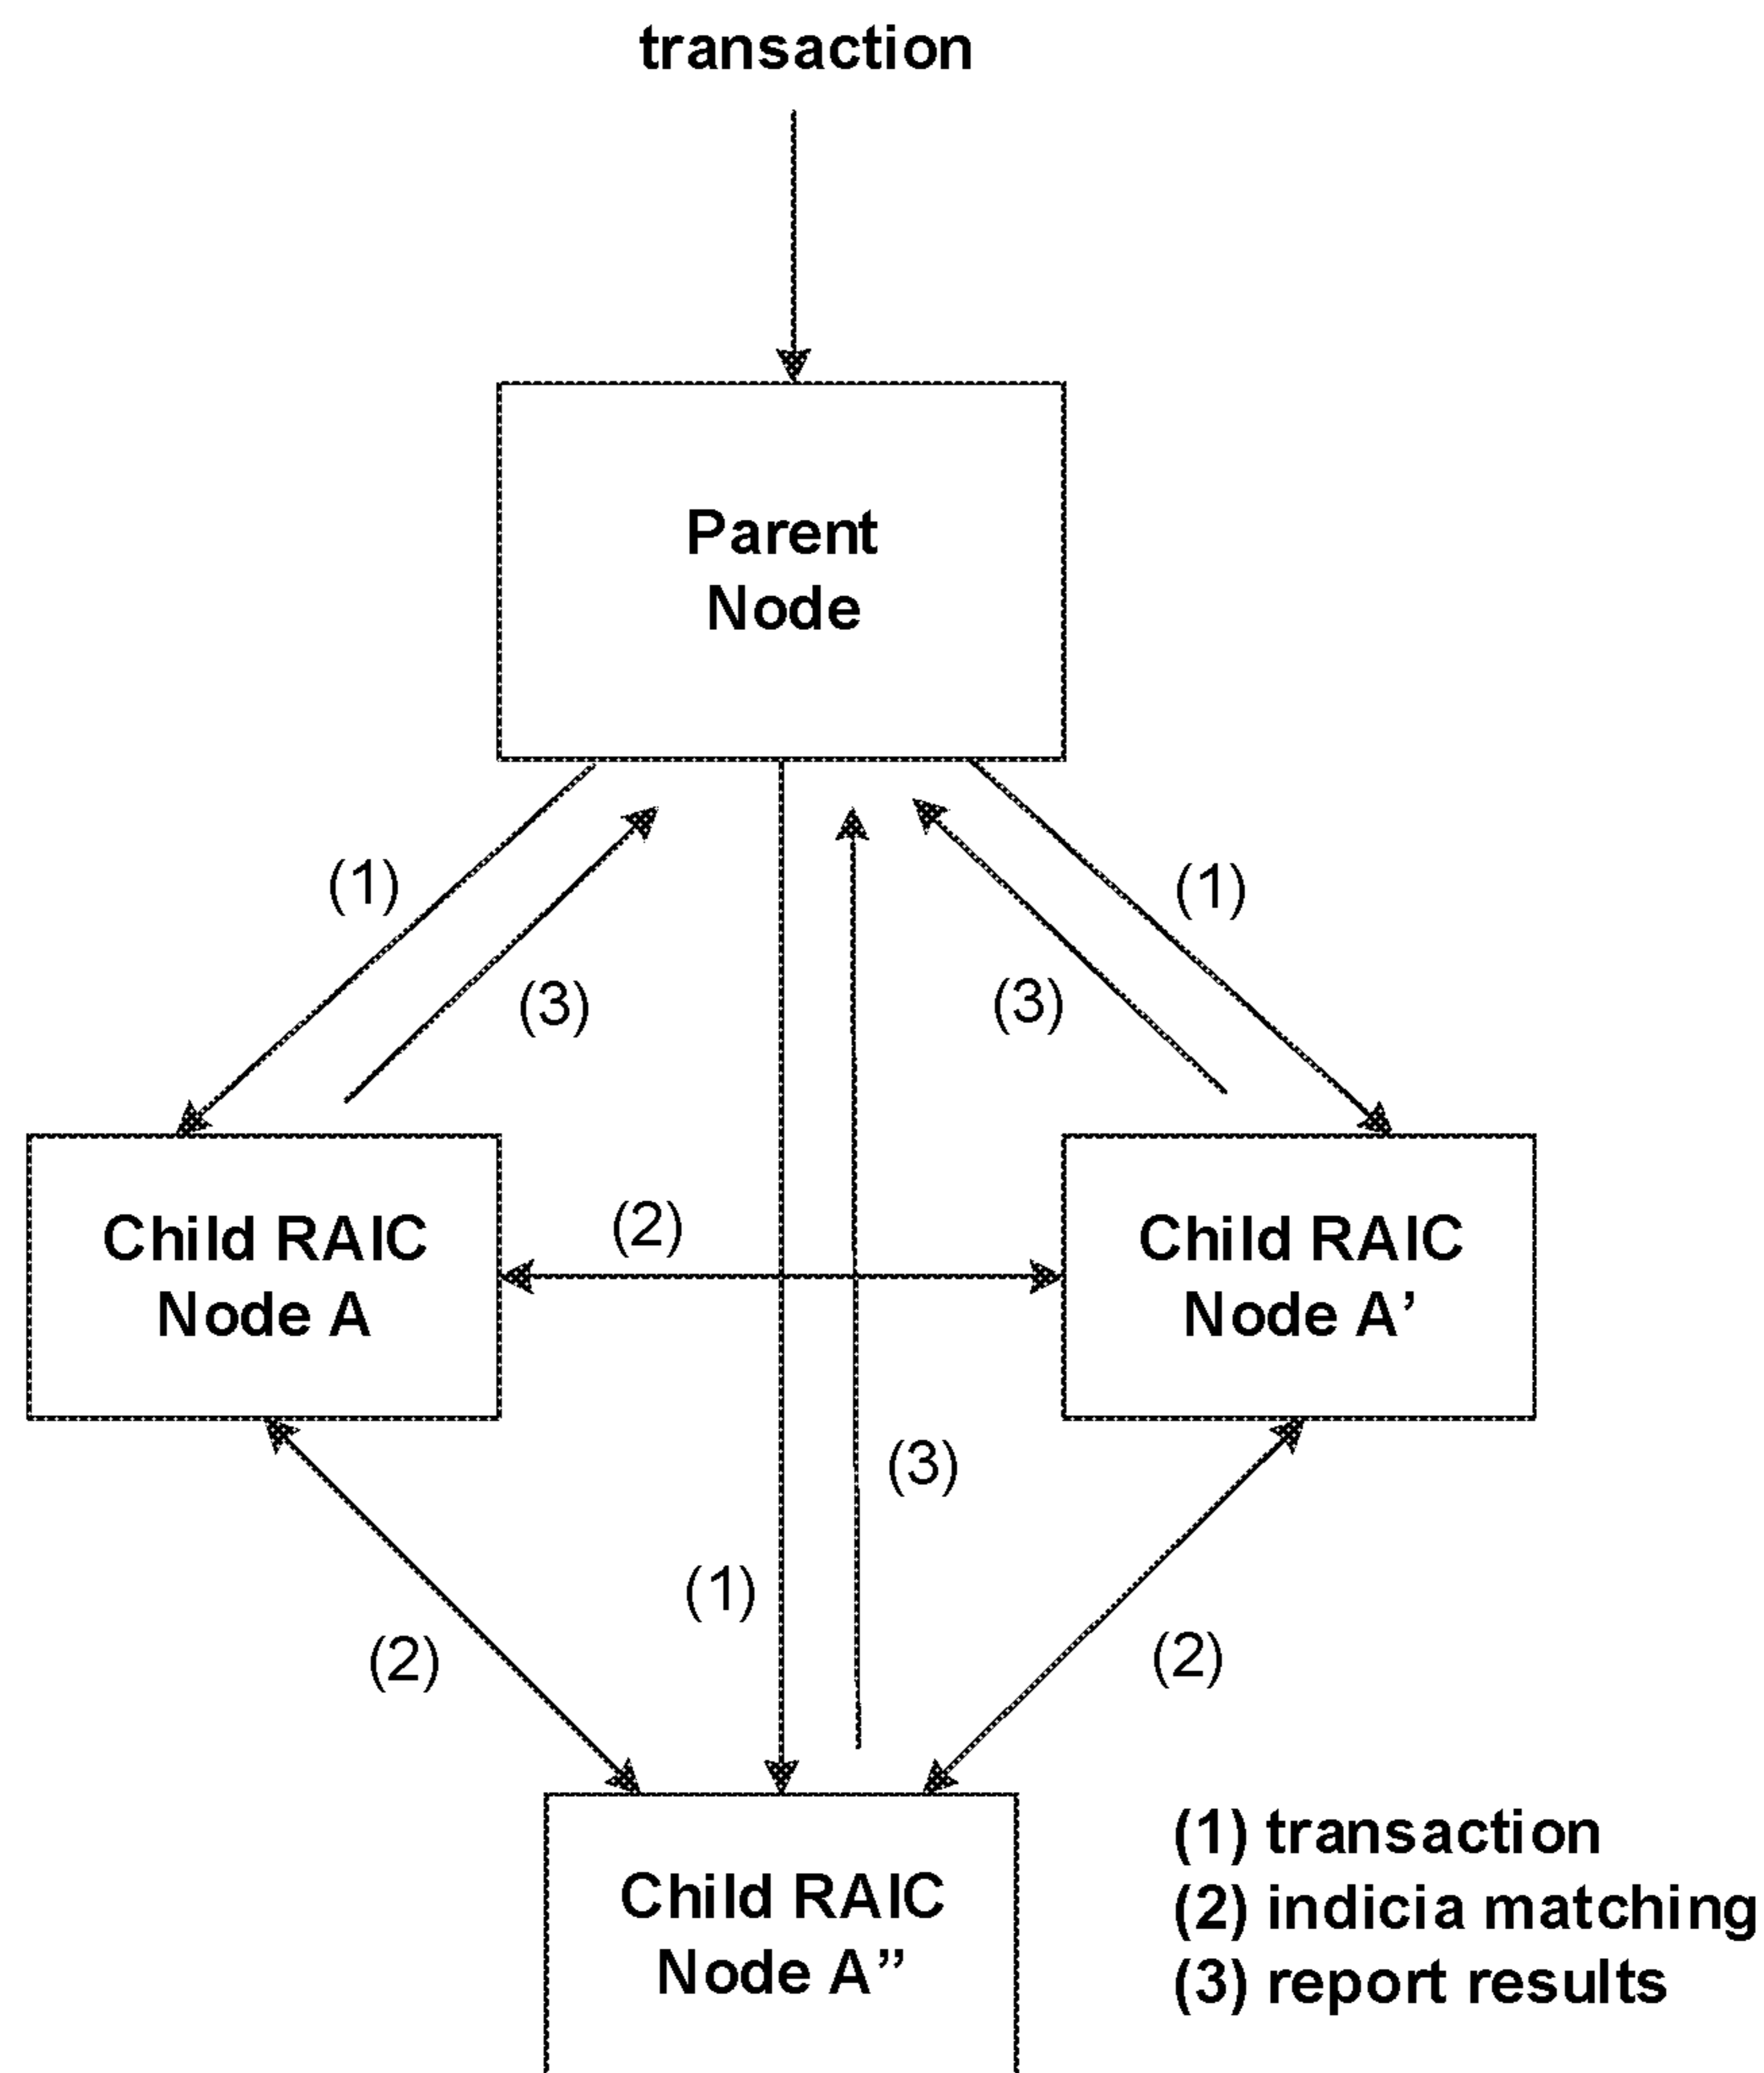 transaction
Parent
Node
(1)
(1)
(3)
(3)
Child RAIC
Node A
(2)
Child RAIC
Node A’
(3)
(1)
(2)
(2)
Child RAIC
Node A”
(1) transaction
(2) indicia matching
(3) report results